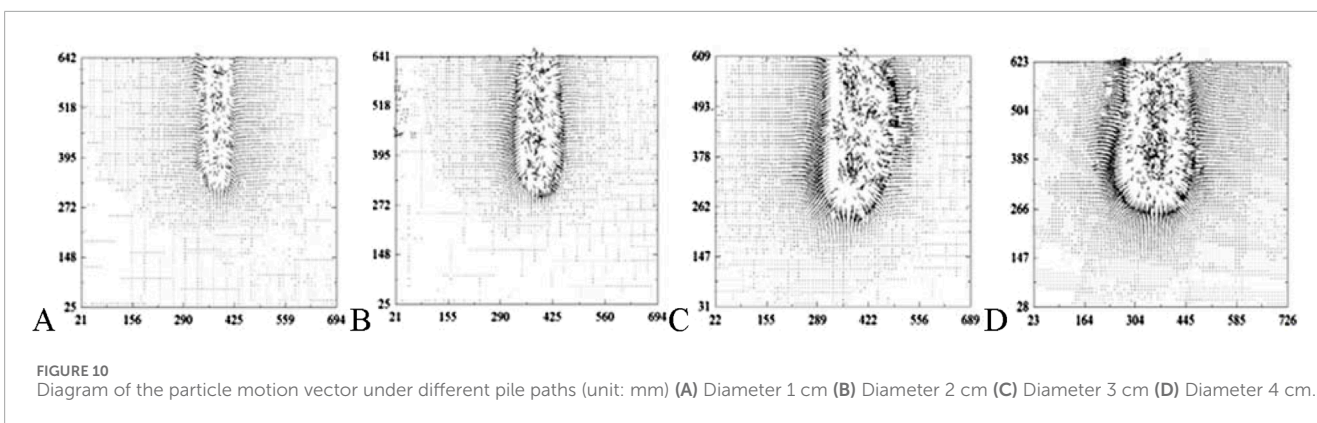 642
518
395
272
148
25
21 156 290 425 559 694
A
641
518
395
272
148
25
21 155 291 425 560 694
B
609
493
378
262
147
31
22 155 289 422 556 689
C
623
504
385
266
147
28
23 164 304 445 585 726
D
FIGURE 10
Diagram of the particle motion vector under different pile paths (unit: mm) (A) Diameter 1 cm (B) Diameter 2 cm (C) Diameter 3 cm (D) Diameter 4 cm.